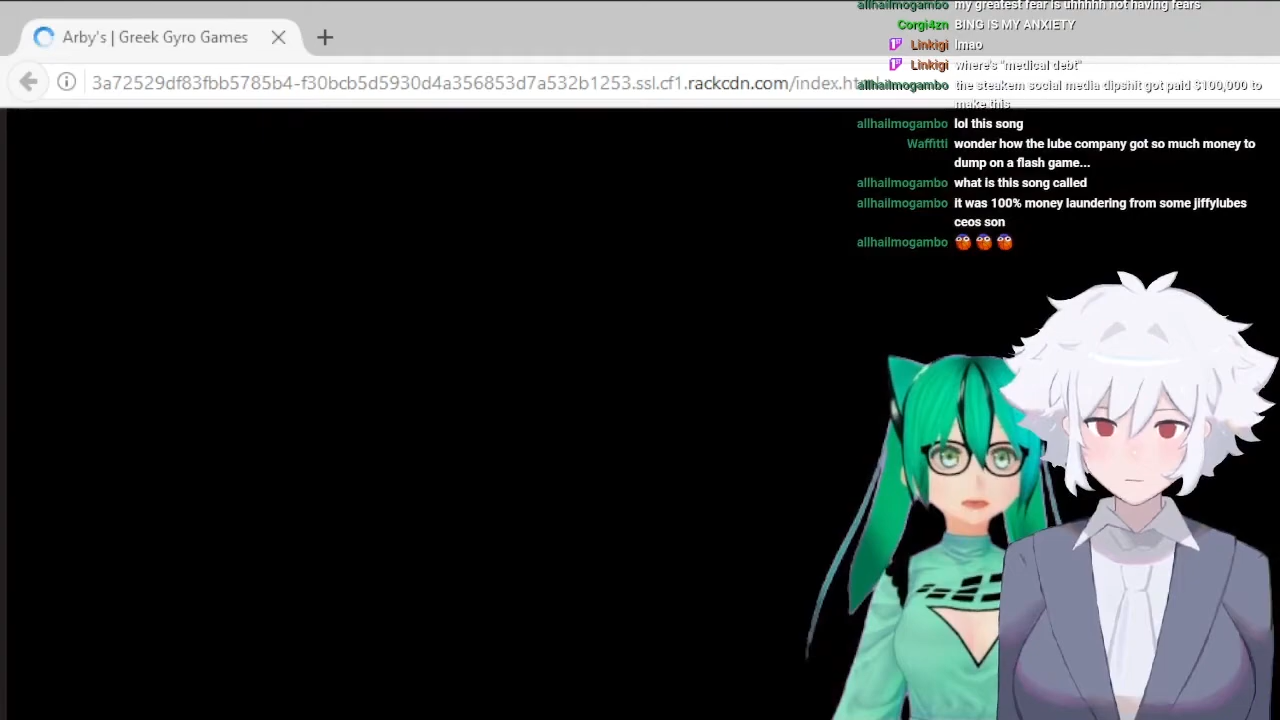 allhailmogambo my greatest fear is uhhhhh not having fears
Arby's | Greek Gyro Games
Corgi4zn BING IS MY ANXIETY
Linkigi lmao
Linkigi where's "medical debt"
3a72529df83fbb5785b4-f30bcb5d5930d4a356853d7a532b1253.ssl.cf1.rackcdn.com/index.ht
allhailmogambo the steakem social media dipshit got paid $100,000 to
make this
allhailmogambo lol this song
Waffitti wonder how the lube company got so much money to
dump on a flash game...
allhailmogambo what is this song called
allhailmogambo it was 100% money laundering from some jiffylubes
ceos son
allhailmogambo